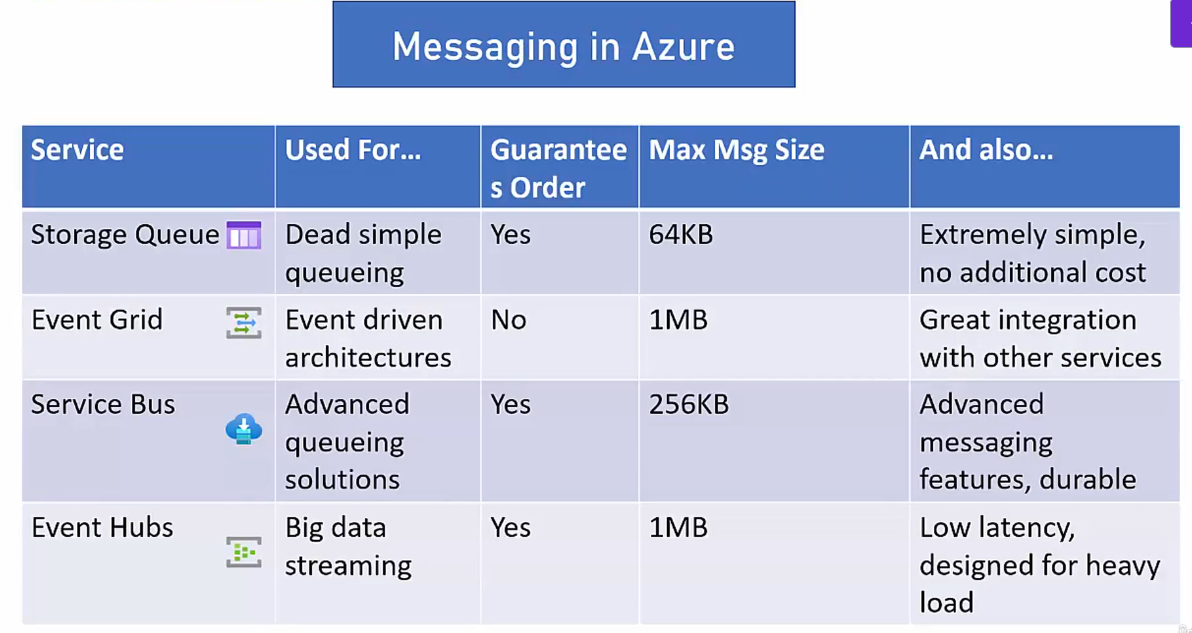 Messaging in Azure
Service Used For... Guarantee Max Msg Size And also...
s Order
Storage Queue Dead simple Yes 64KB Extremely simple,
queueing no additional cost
Event Grid Event driven No 1MB Great integration
architectures with other services
Service Bus Advanced Yes 256KB Advanced
queueing messaging
solutions features, durable
Event Hubs Big data Yes 1MB Low latency,
streaming designed for heavy
load